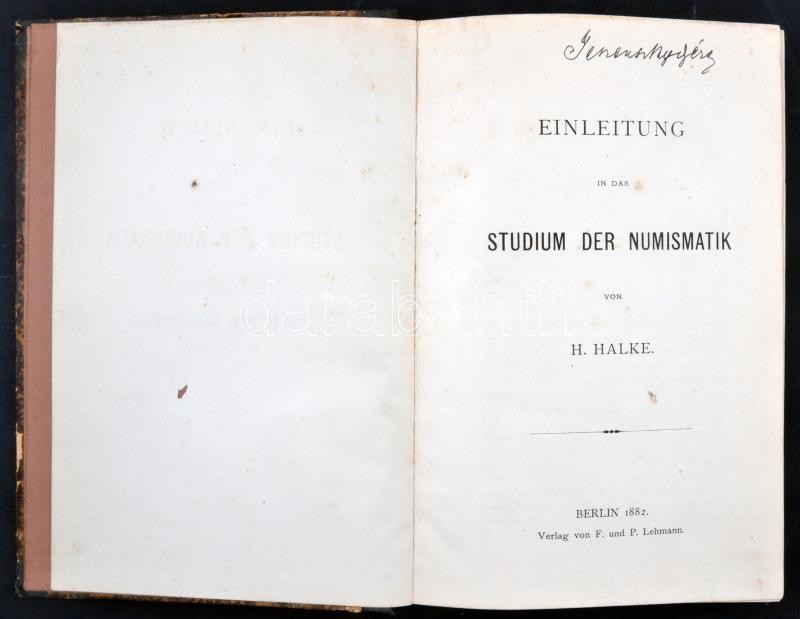 EINLEITUNG
IN DAS
STUDIUM DER NUMISMATIK
VON
H. HALKE.
BERLIN 1882.
Verlag von F. und P. Lehmann.